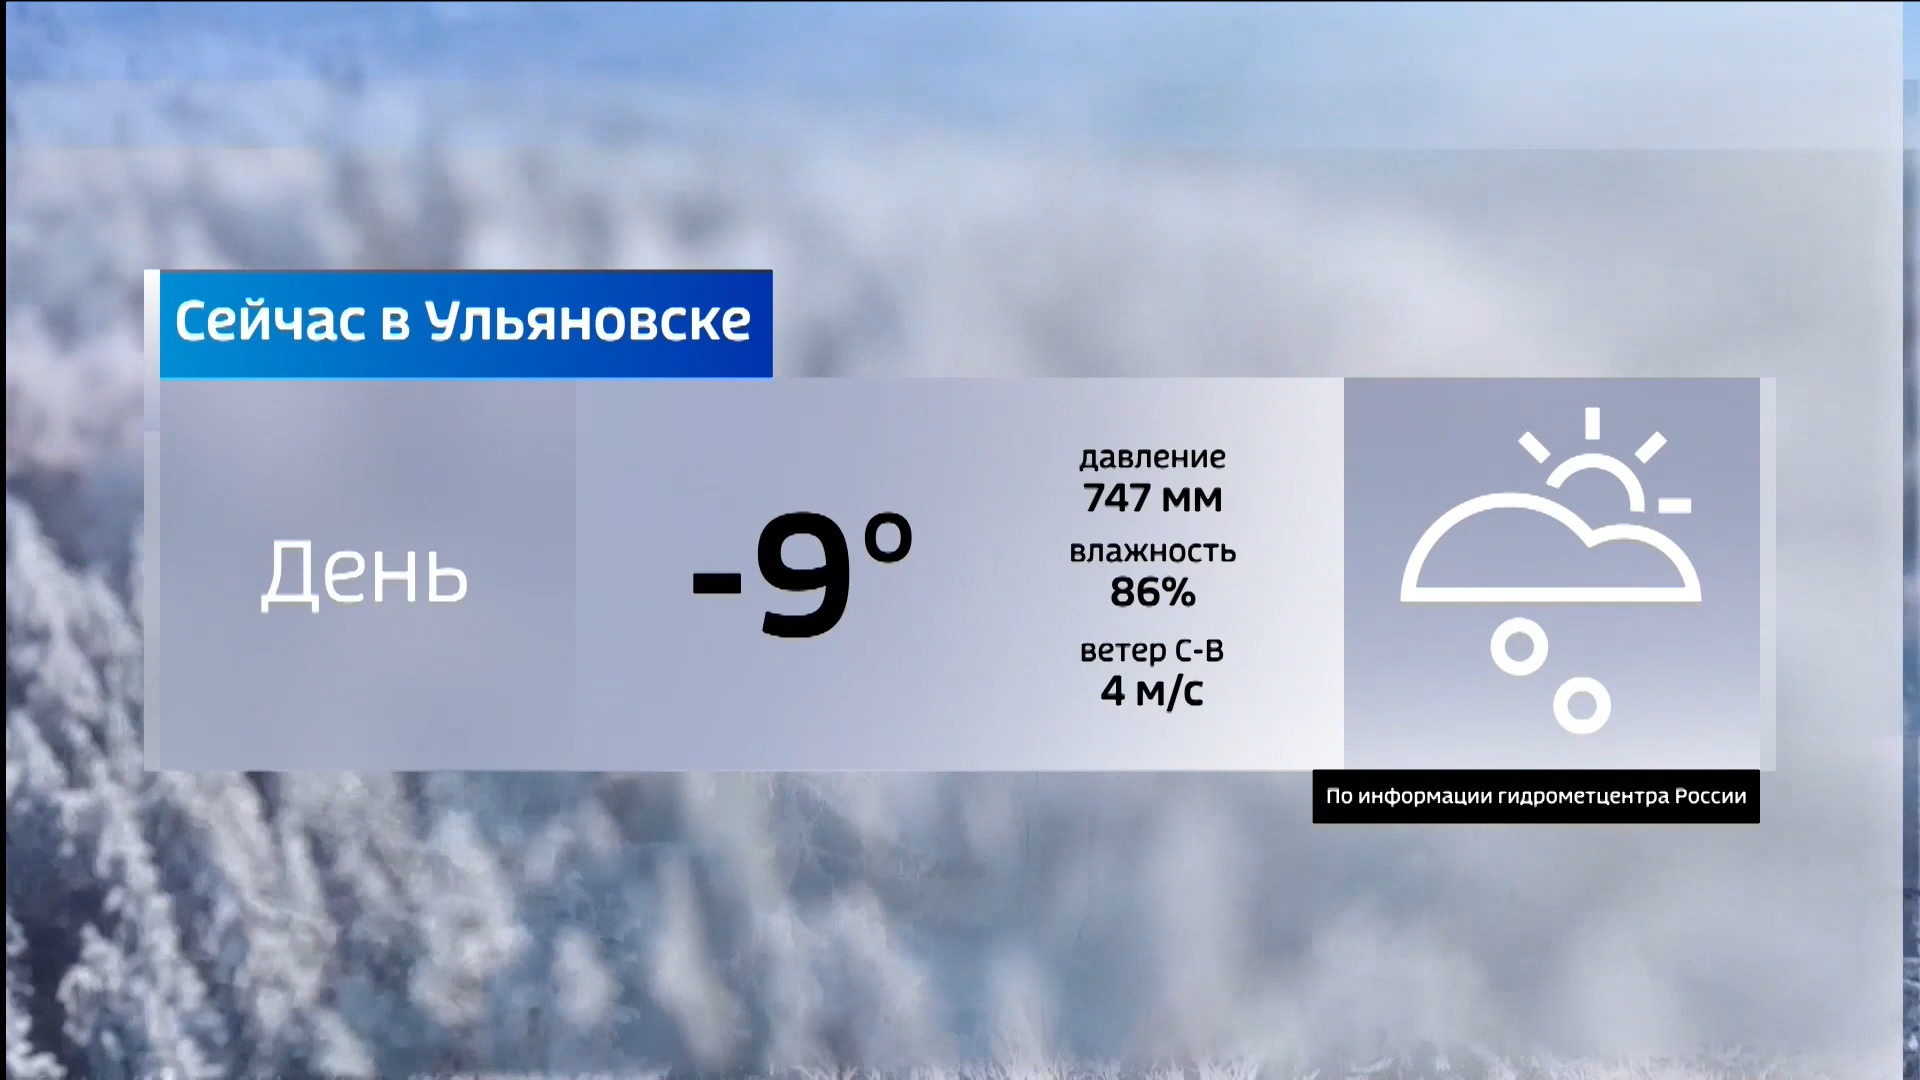 Сейчас в Ульяновске
День
-9°
давление
747 мм
влажность
86%
ветер С-В
4 м/с
По информации гидрометцентра России